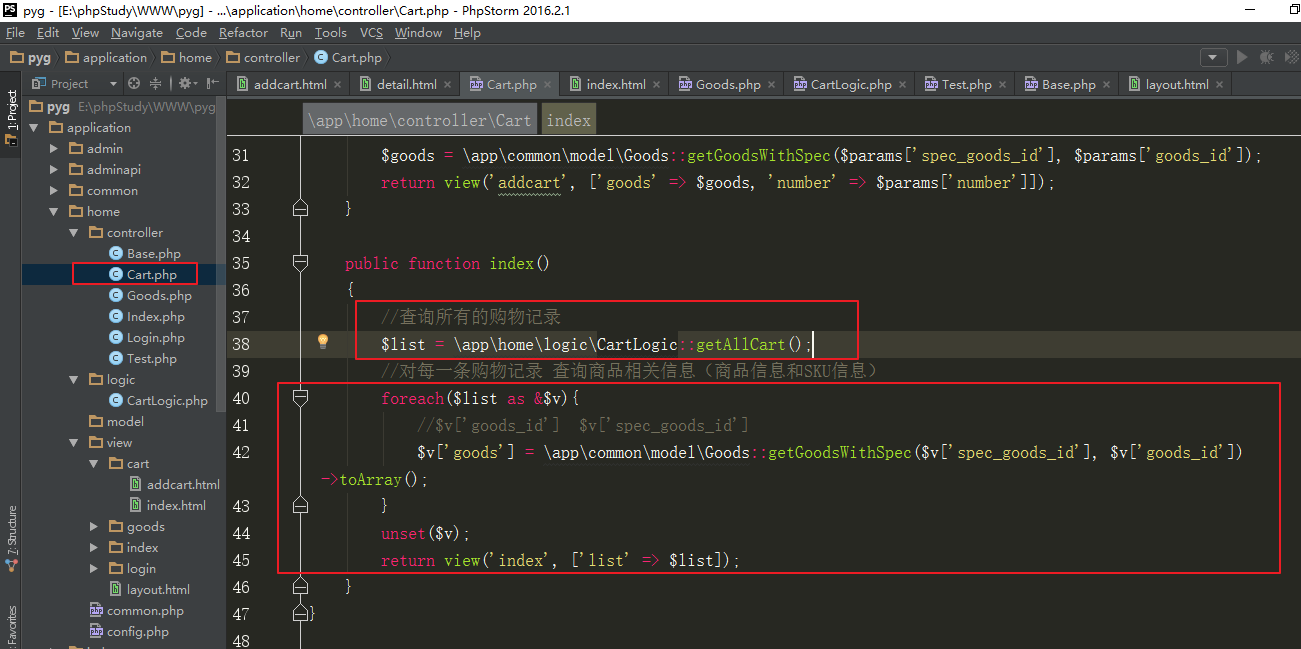 pyg - [E:\phpStudy\WWW\pyg] - ...\application\home\controller\Cart.php - PhpStorm 2016.2.1
File Edit View Navigate Code Refactor Run Tools VCS Window Help
pyg application home controller Cart.php
Project
addcart.html detail.html Cart.php index.html Goods.php CartLogic.php Test.php Base.php layout.html
1: Project
7: Structure
Favorites
pyg E:\phpStudy\WWW\pyg
application
admin
adminapi
common
home
controller
Base.php
Cart.php
Goods.php
Index.php
Login.php
Test.php
logic
CartLogic.php
model
view
cart
addcart.html
index.html
goods
index
login
layout.html
common.php
config.php
\app\home\controller\Cart index
31 $goods = \app\common\model\Goods::getGoodsWithSpec($params['spec_goods_id'], $params['goods_id']);
32 return view('addcart', ['goods' => $goods, 'number' => $params['number']]);
33 }
34
35 public function index()
36 {
37 //查询所有的购物记录
38 $list = \app\home\logic\CartLogic::getAllCart();
39 //对每一条购物记录 查询商品相关信息（商品信息和SKU信息）
40 foreach($list as &$v){
41 //$v['goods_id'] $v['spec_goods_id']
42 $v['goods'] = \app\common\model\Goods::getGoodsWithSpec($v['spec_goods_id'], $v['goods_id'])
->toArray();
43 }
44 unset($v);
45 return view('index', ['list' => $list]);
46 }
47 }
48